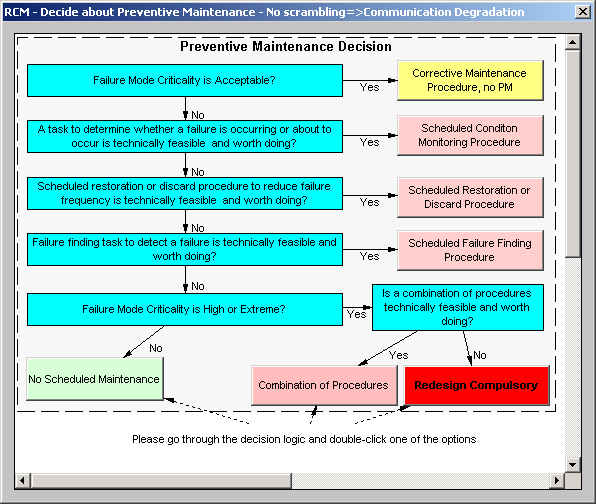 RCM - Decide about Preventive Maintenance - No scrambling=>Communication Degradation
Preventive Maintenance Decision
Failure Mode Criticality is Acceptable?
Yes
Corrective Maintenance
Procedure, no PM
No
A task to determine whether a failure is occurring or about to
occur is technically feasible and worth doing?
Yes
Scheduled Conditon
Monitoring Procedure
No
Scheduled restoration or discard procedure to reduce failure
frequency is technically feasible and worth doing?
Yes
Scheduled Restoration or
Discard Procedure
No
Failure finding task to detect a failure is technically feasible and
worth doing?
Yes
Scheduled Failure Finding
Procedure
No
Failure Mode Criticality is High or Extreme?
Yes
Is a combination of procedures
technically feasible and worth
doing?
No
Yes
No
No Scheduled Maintenance
Combination of Procedures
Redesign Compulsory
Please go through the decision logic and double-click one of the options